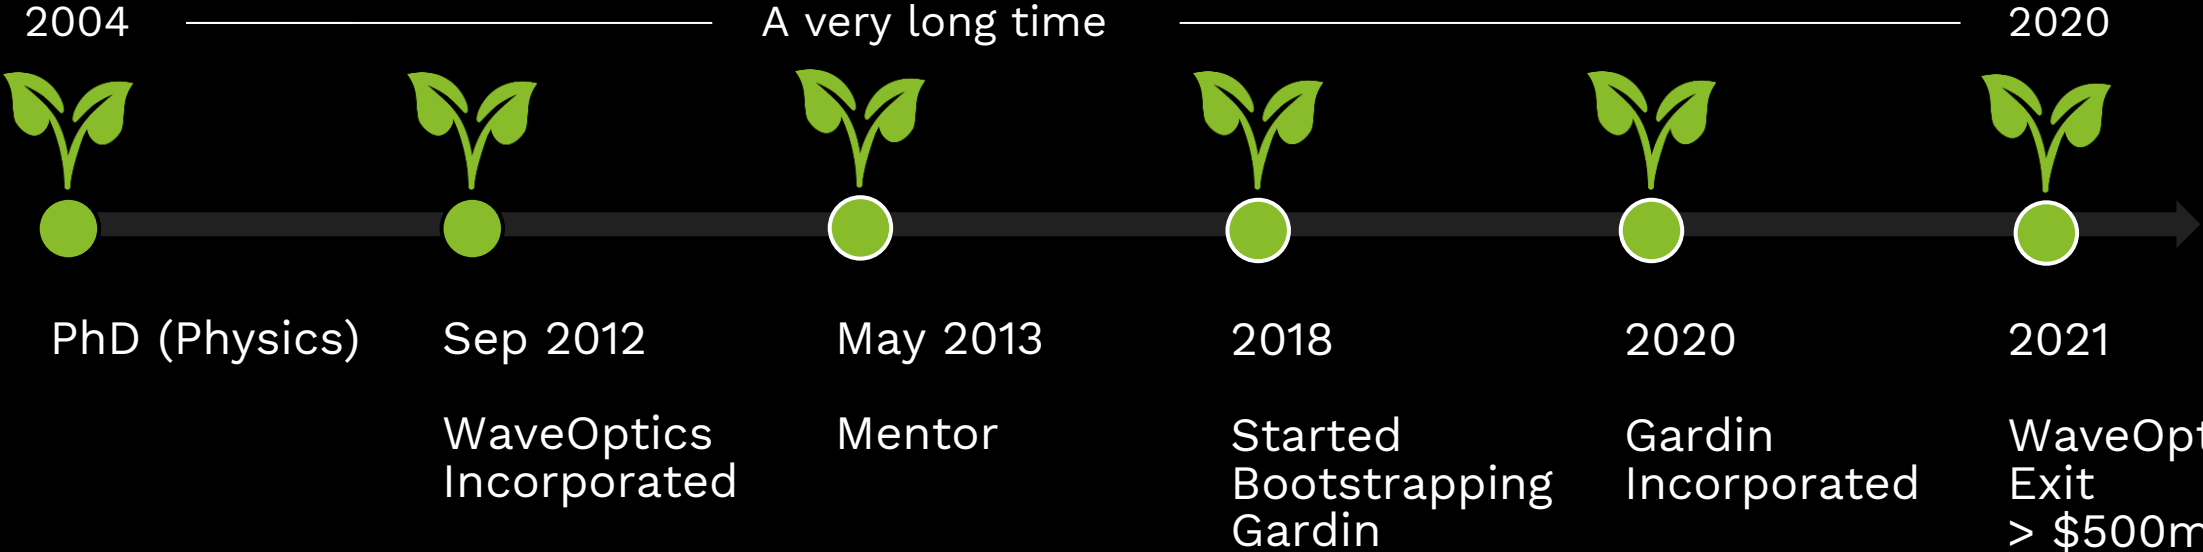 2004 A very long time 2020
PhD (Physics)
Sep 2012
WaveOptics
Incorporated
May 2013
Mentor
2018
Started
Bootstrapping
Gardin
2020
Gardin
Incorporated
2021
Exit
> $500m